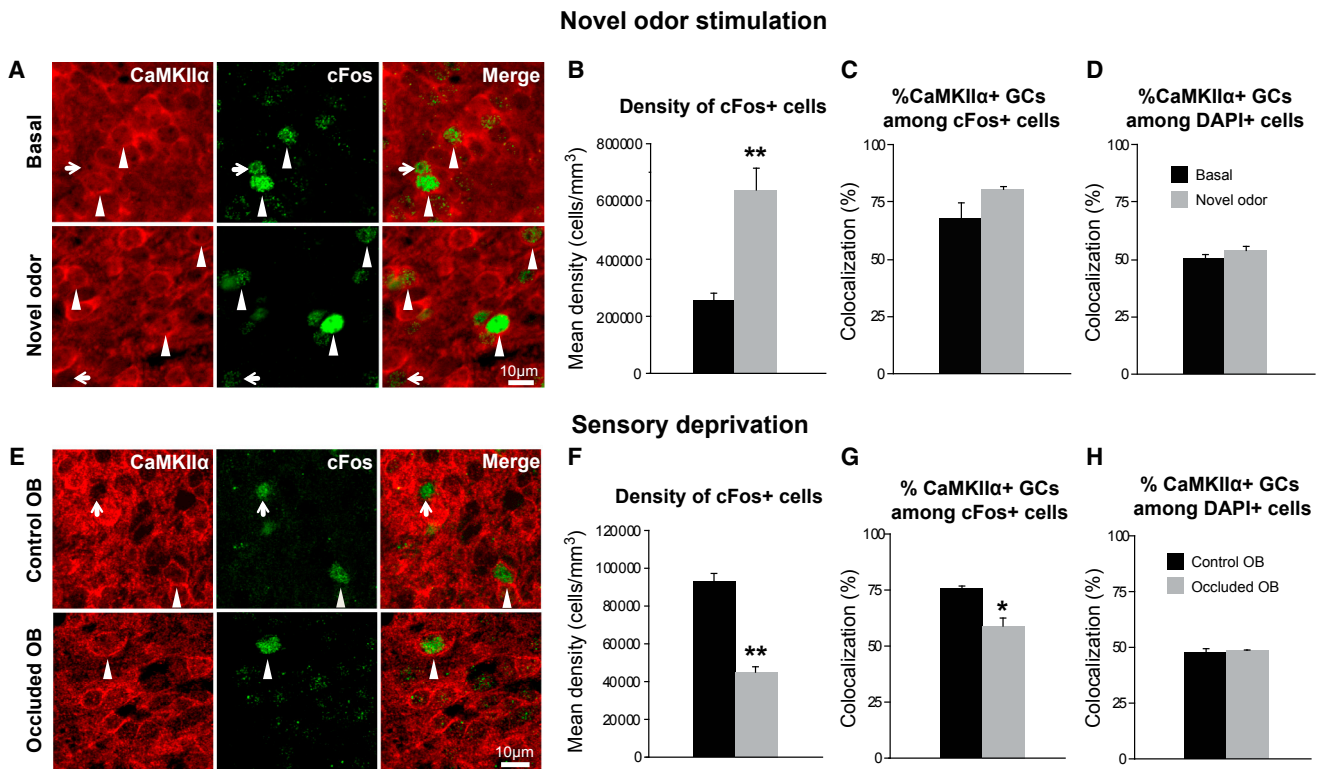 Novel odor stimulation
A
CaMKIIα
cFos
Merge
Basal
Novel odor
10µm
B
Density of cFos+ cells
Mean density (cells/mm³)
800000
600000
400000
20000
0
**
C
%CaMKIIα+ GCs
among cFos+ cells
Colocalization (%)
100
75
50
25
0
D
%CaMKIIα+ GCs
among DAPI+ cells
Colocalization (%)
100
75
50
25
0
Basal
Novel odor
Sensory deprivation
E
CaMKIIα
cFos
Merge
Control OB
Occluded OB
10µm
F
Density of cFos+ cells
Mean density (cells/mm³)
120000
100000
80000
60000
40000
20000
0
**
G
% CaMKIIα+ GCs
among cFos+ cells
Colocalization (%)
100
75
50
25
0
*
H
% CaMKIIα+ GCs
among DAPI+ cells
Colocalization (%)
100
75
50
25
0
Control OB
Occluded OB